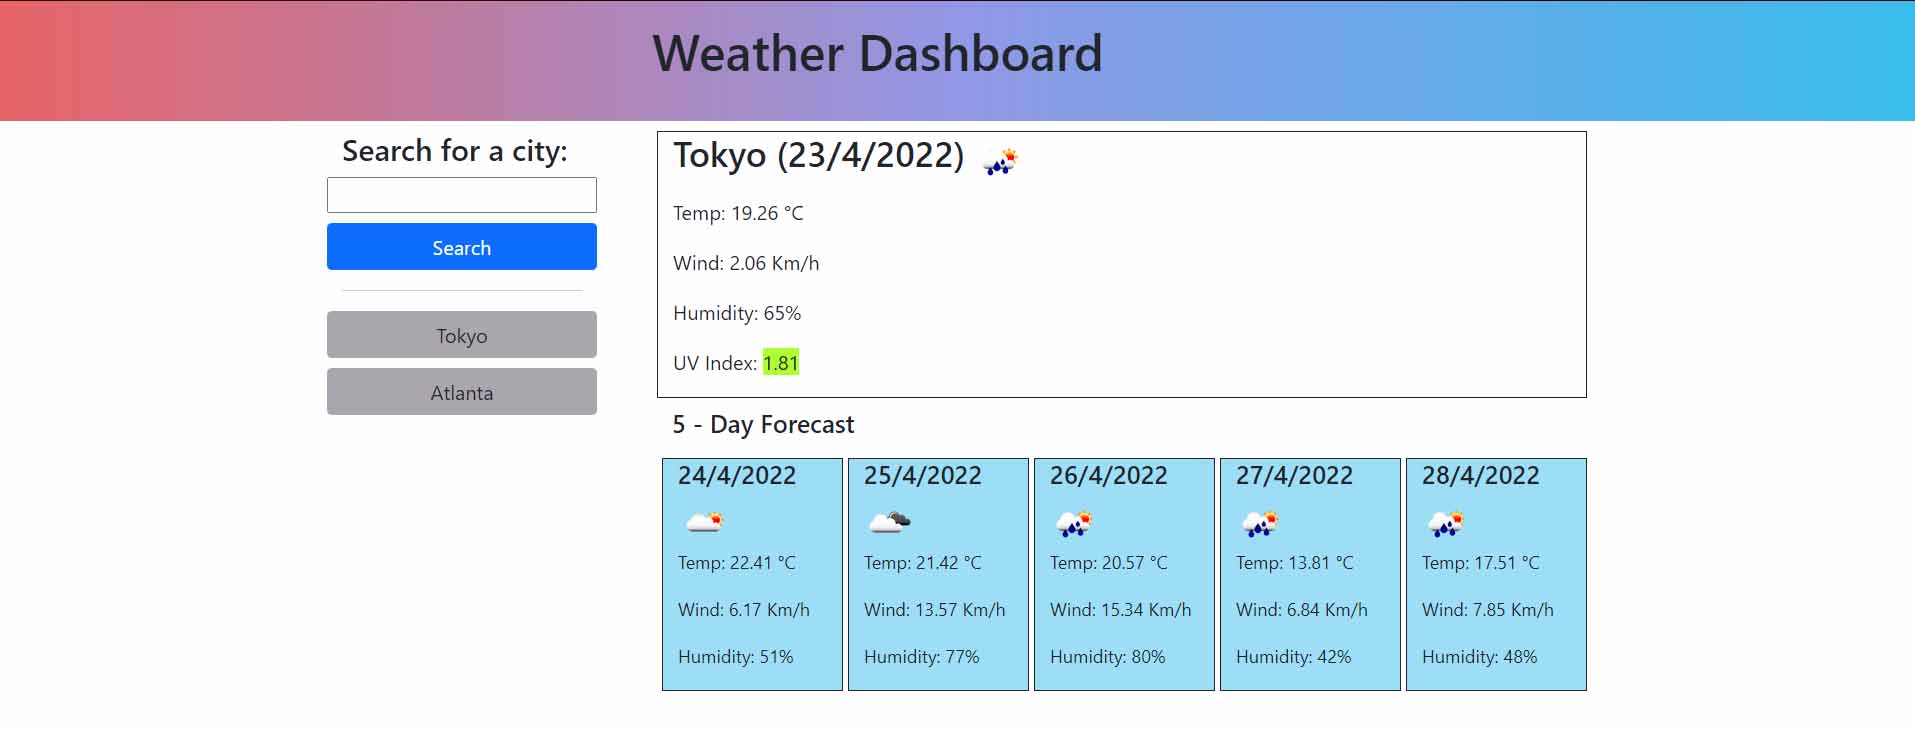 Weather Dashboard
Search for a city:
Search
Tokyo
Atlanta
Tokyo (23/4/2022)
Temp: 19.26 °C
Wind: 2.06 Km/h
Humidity: 65%
UV Index: 1.81
5 - Day Forecast
24/4/2022
Temp: 22.41 °C
Wind: 6.17 Km/h
Humidity: 51%
25/4/2022
Temp: 21.42 °C
Wind: 13.57 Km/h
Humidity: 77%
26/4/2022
Temp: 20.57 °C
Wind: 15.34 Km/h
Humidity: 80%
27/4/2022
Temp: 13.81 °C
Wind: 6.84 Km/h
Humidity: 42%
28/4/2022
Temp: 17.51 °C
Wind: 7.85 Km/h
Humidity: 48%